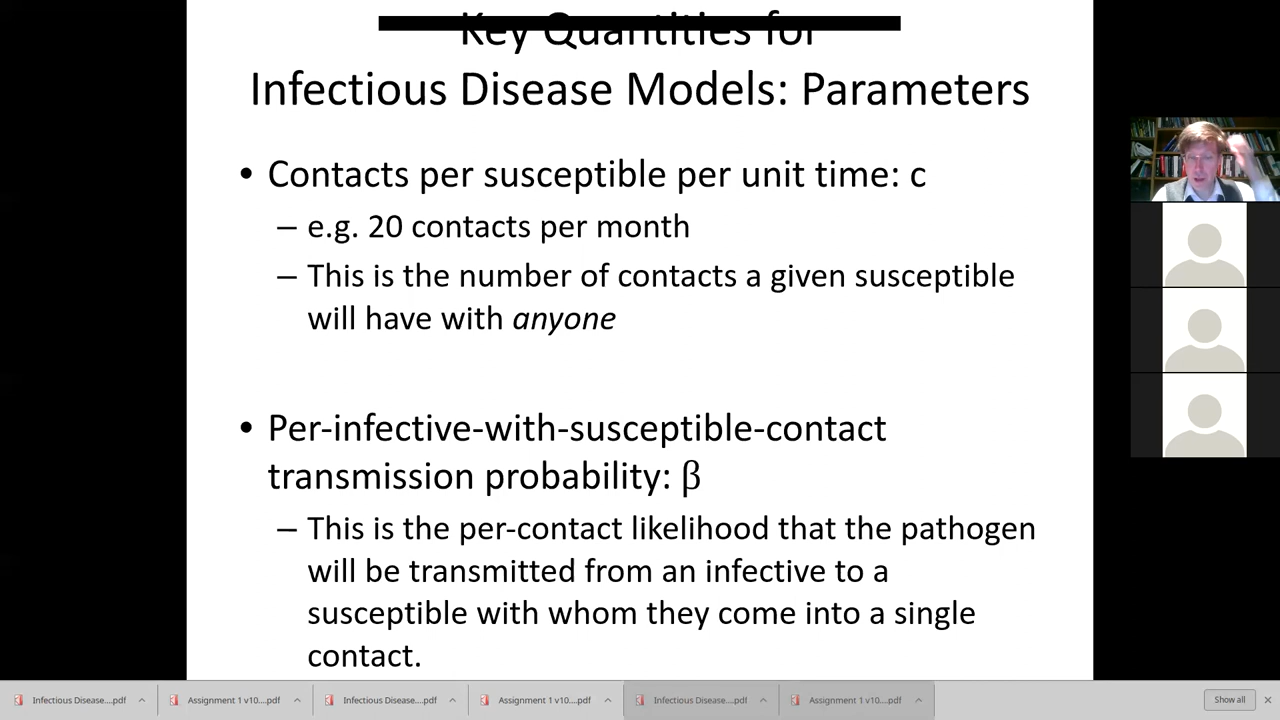 Key Quantities for
Infectious Disease Models: Parameters
• Contacts per susceptible per unit time: c
– e.g. 20 contacts per month
– This is the number of contacts a given susceptible
will have with anyone
• Per-infective-with-susceptible-contact
transmission probability: β
– This is the per-contact likelihood that the pathogen
will be transmitted from an infective to a
susceptible with whom they come into a single
contact.
Infectious Disease....pdf
Assignment 1 v10....pdf
Infectious Disease....pdf
Assignment 1 v10....pdf
Infectious Disease....pdf
Assignment 1 v10....pdf
Show all